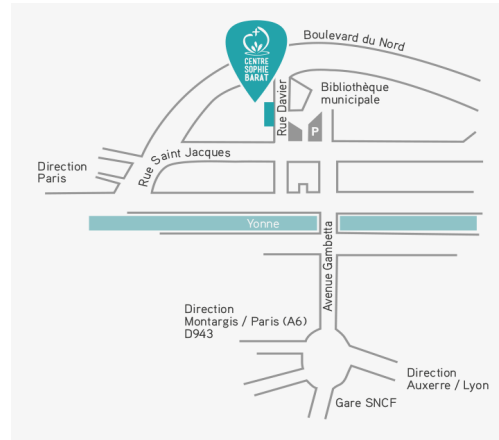 Boulevard du Nord
CENTRE
SOPHIE
BARAT
Rue Davier
Bibliothèque
municipale
P
Rue Saint Jacques
Direction
Paris
Yonne
Avenue Gambetta
Direction
Montargis / Paris (A6)
D943
Direction
Auxerre / Lyon
Gare SNCF